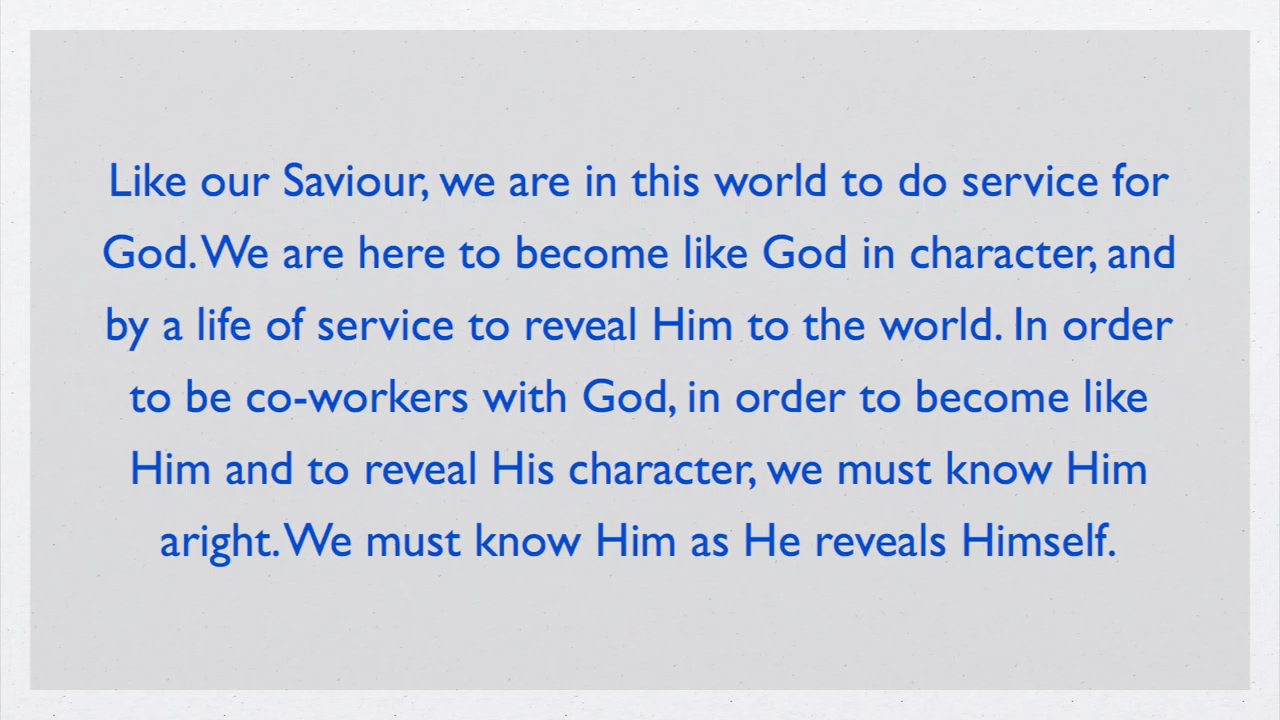 Like our Saviour, we are in this world to do service for
God. We are here to become like God in character, and
by a life of service to reveal Him to the world. In order
to be co-workers with God, in order to become like
Him and to reveal His character, we must know Him
aright. We must know Him as He reveals Himself.